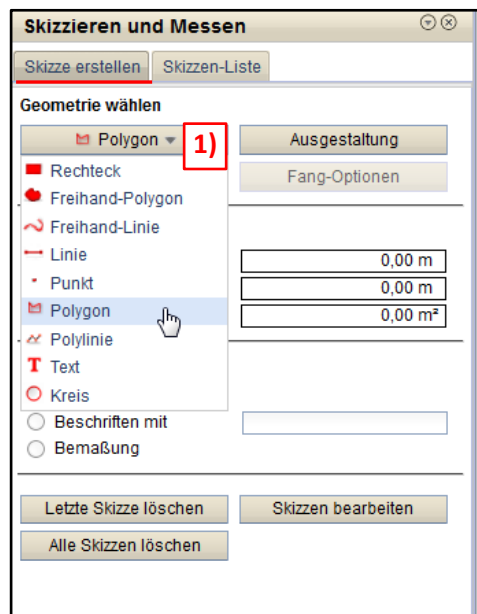 Skizzieren und Messen
Skizze erstellen Skizzen-Liste
Geometrie wählen
Polygon 1) Ausgestaltung
Rechteck Fang-Optionen
Freihand-Polygon
Freihand-Linie
Linie 0,00 m
Punkt 0,00 m
Polygon 0,00 m²
Polylinie
T Text
Kreis
Beschriften mit
Bemaßung
Letzte Skizze löschen Skizzen bearbeiten
Alle Skizzen löschen